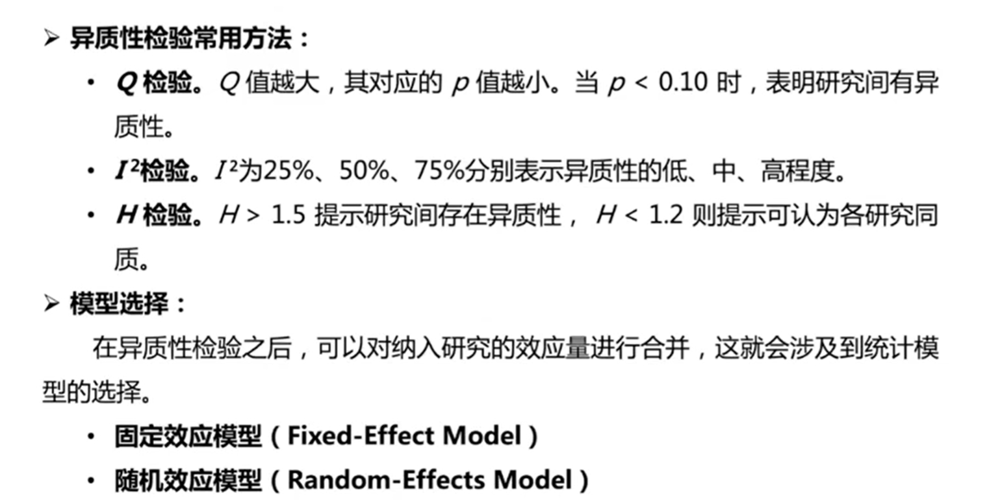 ➢ 异质性检验常用方法：
• Q 检验。Q 值越大，其对应的 p 值越小。当 p < 0.10 时，表明研究间有异
质性。
• I²检验。I²为25%、50%、75%分别表示异质性的低、中、高程度。
• H 检验。H > 1.5 提示研究间存在异质性， H < 1.2 则提示可认为各研究同
质。
➢ 模型选择：
在异质性检验之后，可以对纳入研究的效应量进行合并，这就会涉及到统计模
型的选择。
• 固定效应模型（Fixed-Effect Model）
• 随机效应模型（Random-Effects Model）